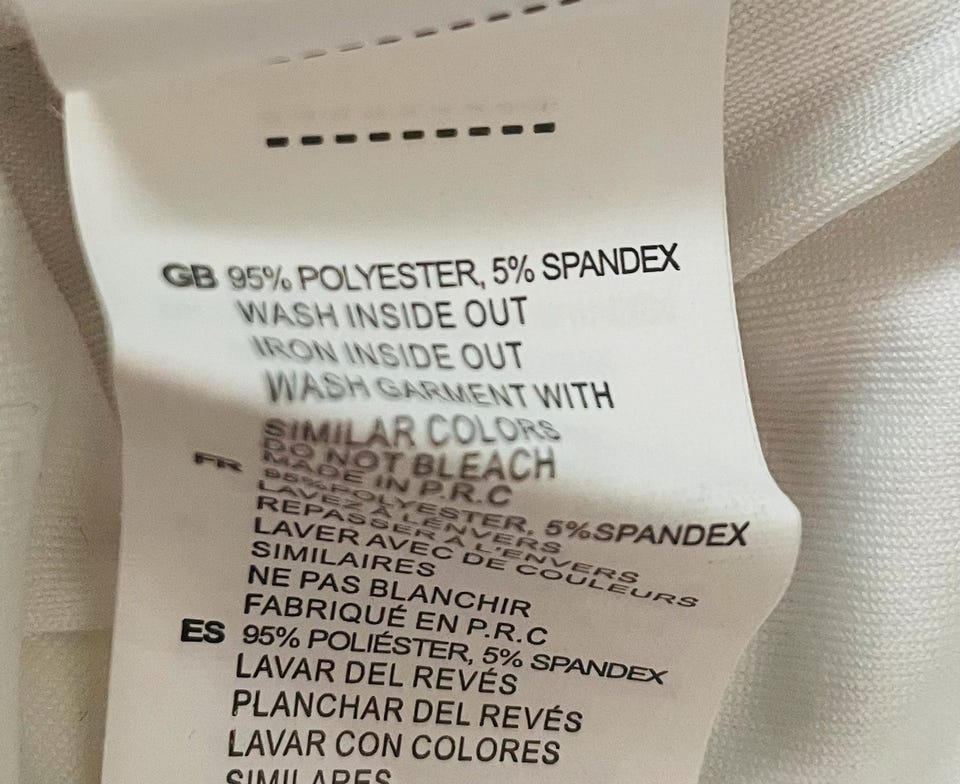 GB 95% POLYESTER, 5% SPANDEX
WASH INSIDE OUT
IRON INSIDE OUT
WASH GARMENT WITH
SIMILAR COLORS
DO NOT BLEACH
MADE IN P.R.C
FR 95%POLYESTER, 5%SPANDEX
LAVEZ À L'ENVERS
REPASSER À L'ENVERS
LAVER AVEC DE COULEURS
SIMILAIRES
NE PAS BLANCHIR
FABRIQUÉ EN P.R.C
ES 95% POLIÉSTER, 5% SPANDEX
LAVAR DEL REVÉS
PLANCHAR DEL REVÉS
LAVAR CON COLORES
SIMILARES